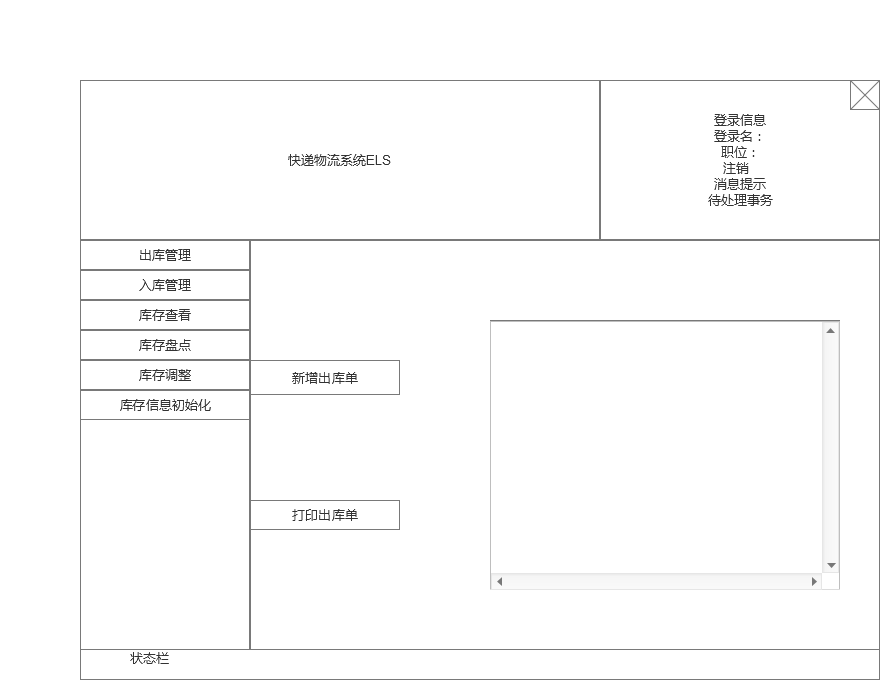 快递物流系统ELS
登录信息
登录名：
职位：
注销
消息提示
待处理事务
出库管理
入库管理
库存查看
库存盘点
库存调整
库存信息初始化
新增出库单
打印出库单
状态栏